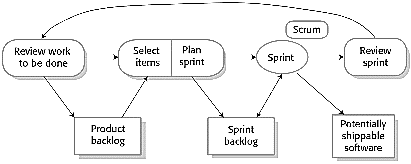 Scrum
Review work
to be done
Select
items
Plan
sprint
Sprint
Review
sprint
Product
backlog
Sprint
backlog
Potentially
shippable
software